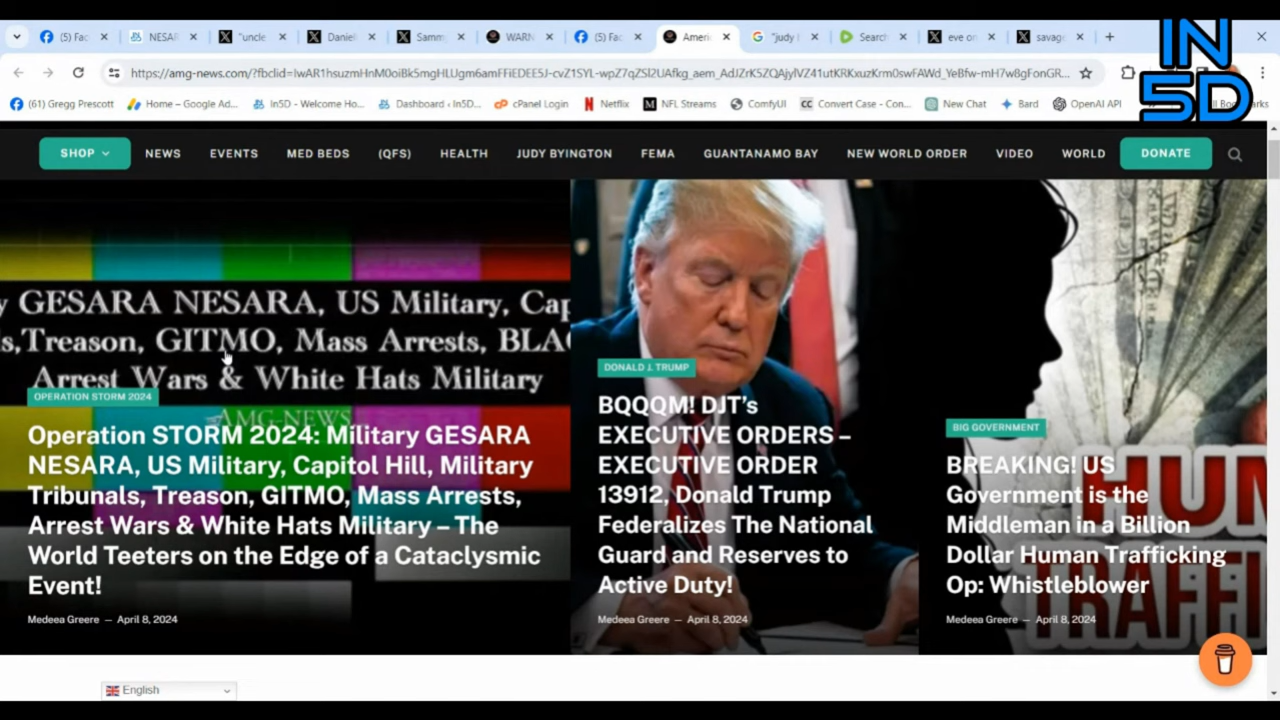 (5) Fac
NESAR
"uncle
Daniel
Sammy
WARN
(5) Fac
Ameri
"judy
Search
eve on
savag
IN
5D
https://amg-news.com/?fbclid=
(61) Gregg Prescott
Home – Google Ad...
In5D - Welcome Ho...
Dashboard ‹ In5D...
cPanel Login
Netflix
NFL Streams
ComfyUI
Convert Case - Con...
New Chat
Bard
OpenAI API
SHOP
NEWS
EVENTS
MED BEDS
(QFS)
HEALTH
JUDY BYINGTON
FEMA
GUANTANAMO BAY
NEW WORLD ORDER
VIDEO
WORLD
DONATE
y GESARA NESARA, US Military, Cap
s,Treason, GITMO, Mass Arrests, BLA
Arrest Wars & White Hats Military
AMG-NEWS
OPERATION STORM 2024
Operation STORM 2024: Military GESARA
NESARA, US Military, Capitol Hill, Military
Tribunals, Treason, GITMO, Mass Arrests,
Arrest Wars & White Hats Military – The
World Teeters on the Edge of a Cataclysmic
Event!
Medeea Greere — April 8, 2024
DONALD J. TRUMP
BQQQM! DJT's
EXECUTIVE ORDERS –
EXECUTIVE ORDER
13912, Donald Trump
Federalizes The National
Guard and Reserves to
Active Duty!
Medeea Greere — April 8, 2024
HUM
TRAFFI
BIG GOVERNMENT
BREAKING! US
Government is the
Middleman in a Billion
Dollar Human Trafficking
Op: Whistleblower
Medeea Greere — April 8, 2024
English